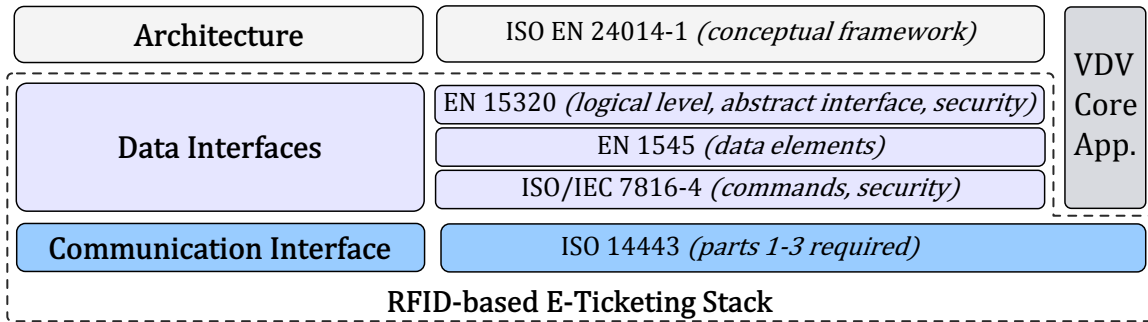 Architecture
ISO EN 24014-1 (conceptual framework)
VDV
Core
App.
Data Interfaces
EN 15320 (logical level, abstract interface, security)
EN 1545 (data elements)
ISO/IEC 7816-4 (commands, security)
Communication Interface
ISO 14443 (parts 1-3 required)
RFID-based E-Ticketing Stack